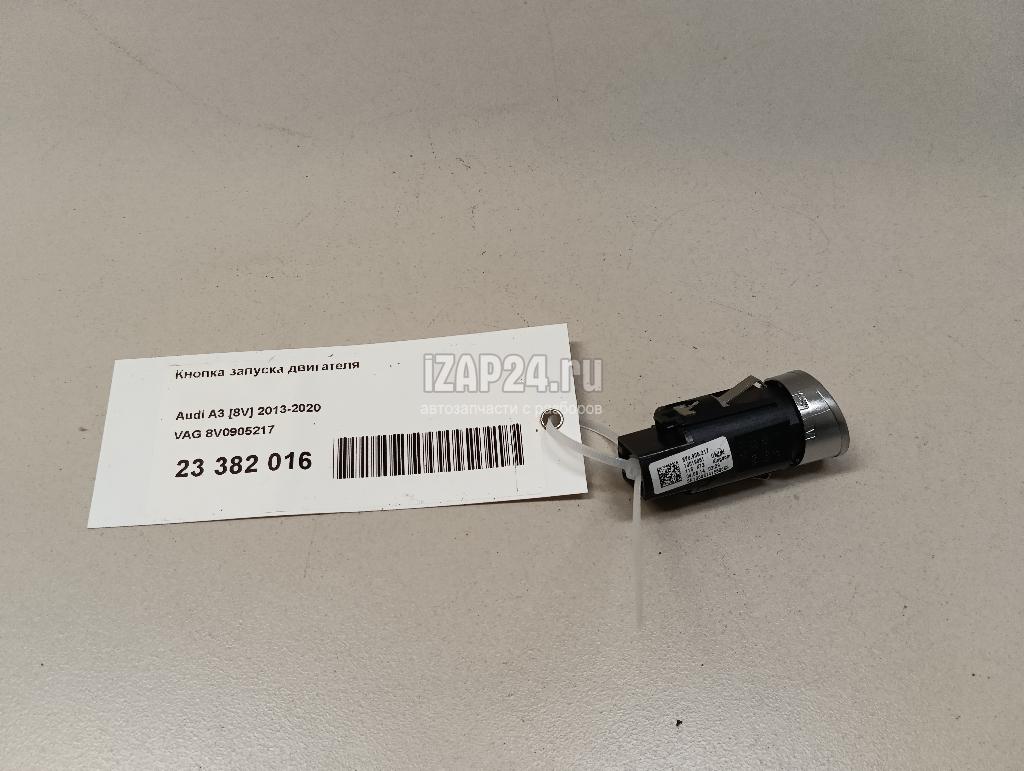 Кнопка запуска двигателя
Audi A3 [8V] 2013-2020
VAG 8V0905217
23 382 016
iZAP24.ru
автозапчасти с разборов